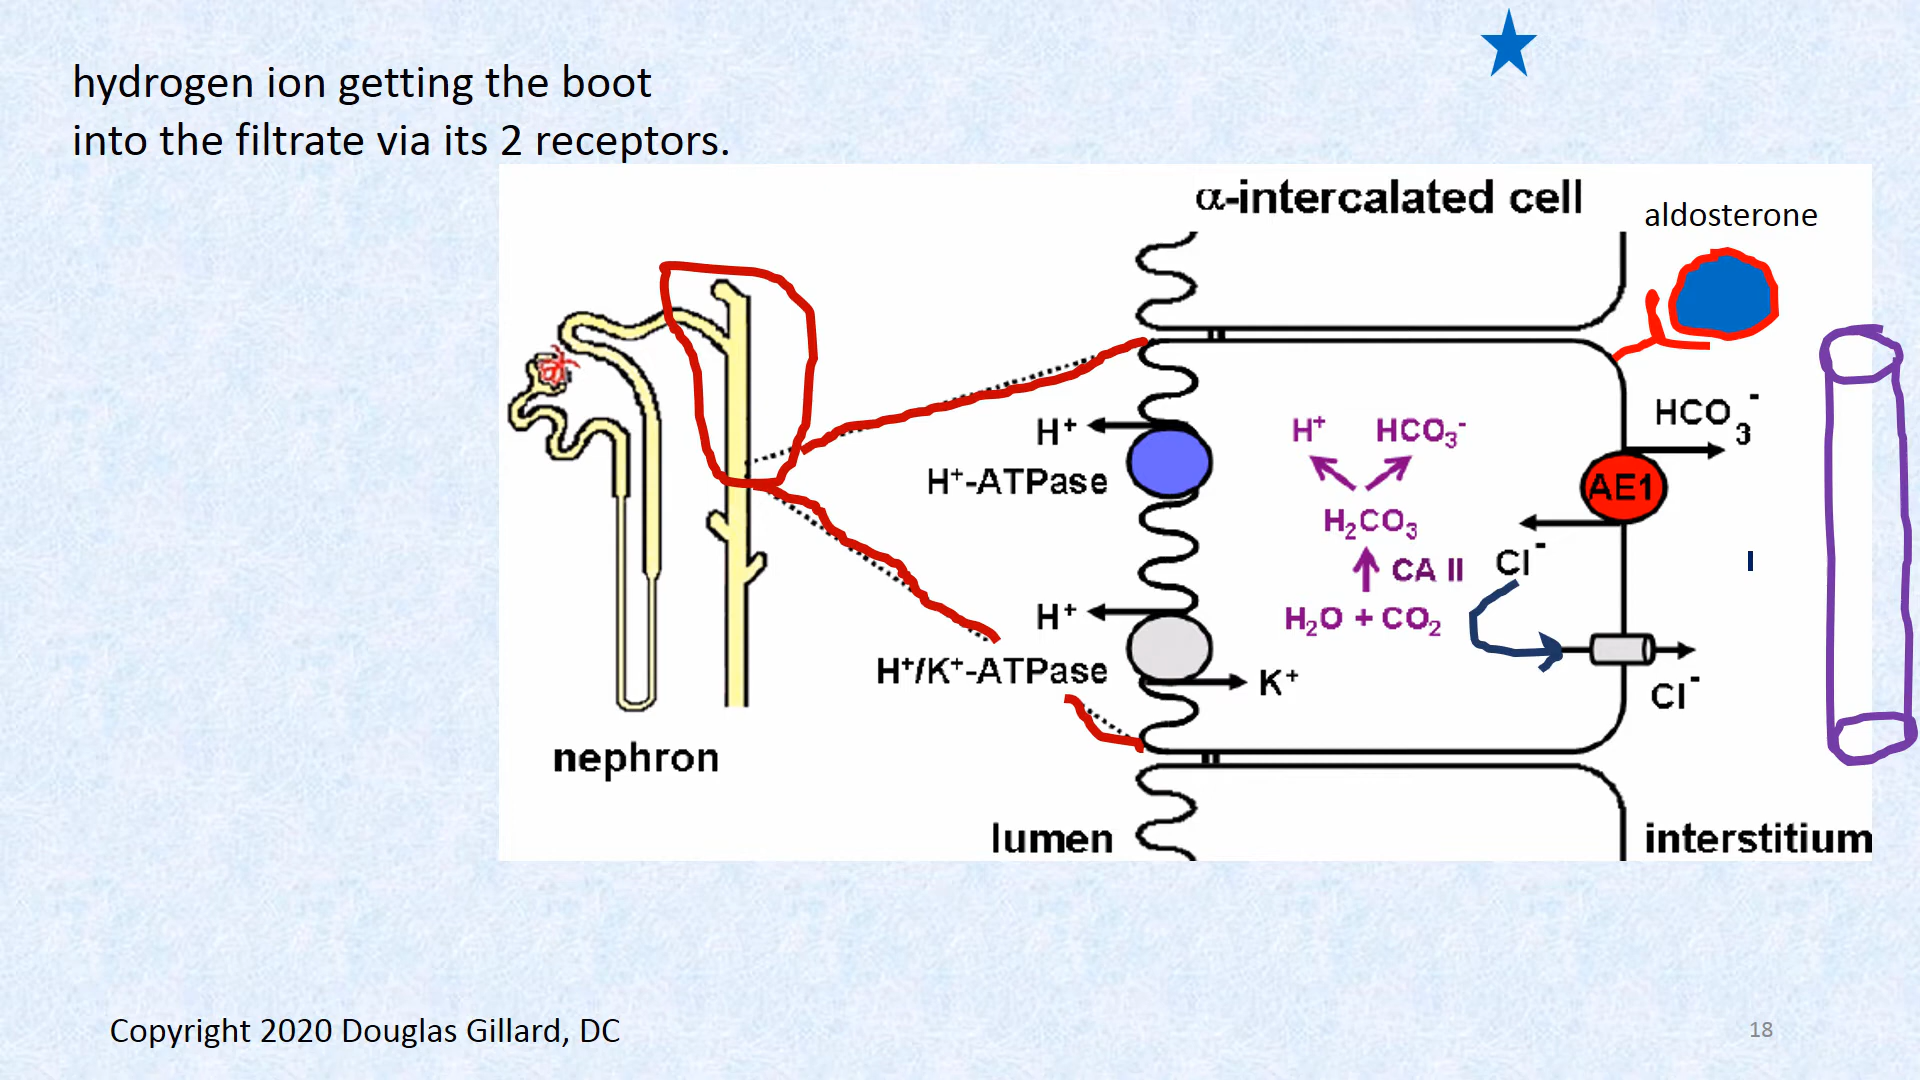 hydrogen ion getting the boot
into the filtrate via its 2 receptors.
α-intercalated cell
aldosterone
H⁺
H⁺-ATPase
H⁺
HCO₃⁻
H₂CO₃
CA II
H₂O + CO₂
HCO₃⁻
AE1
Cl⁻
H⁺
H⁺/K⁺-ATPase
K⁺
Cl⁻
nephron
lumen
interstitium
Copyright 2020 Douglas Gillard, DC
18